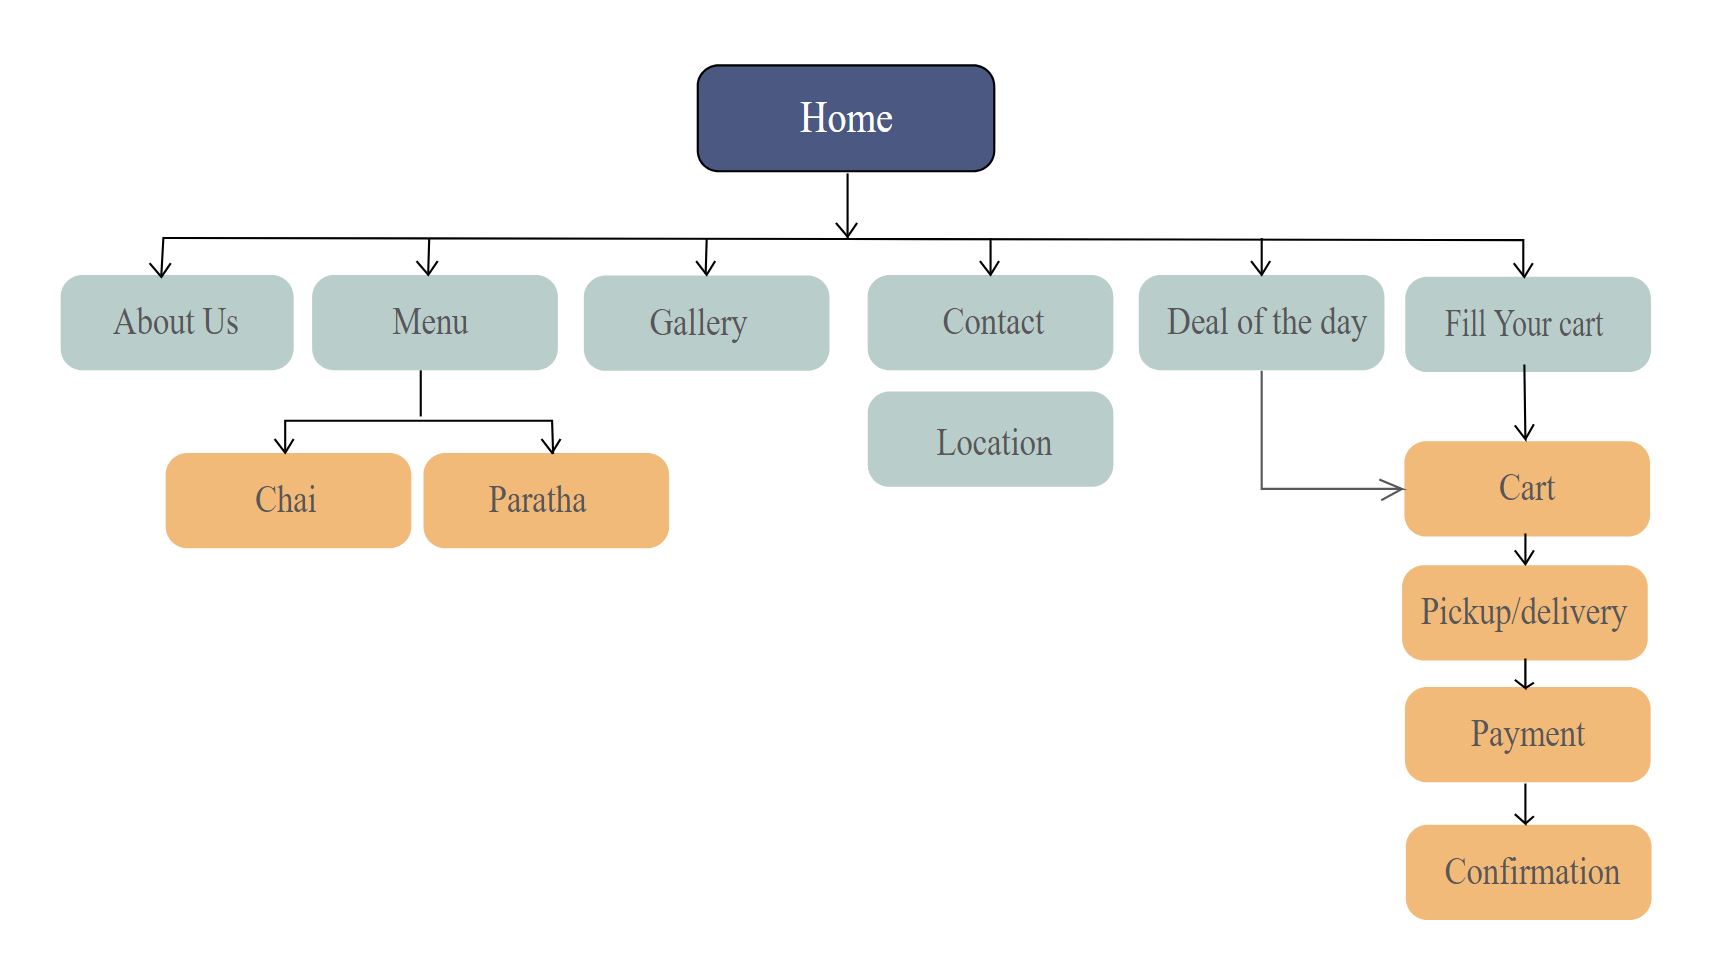 Home
About Us
Menu
Gallery
Contact
Deal of the day
Fill Your cart
Location
Chai
Paratha
Cart
Pickup/delivery
Payment
Confirmation